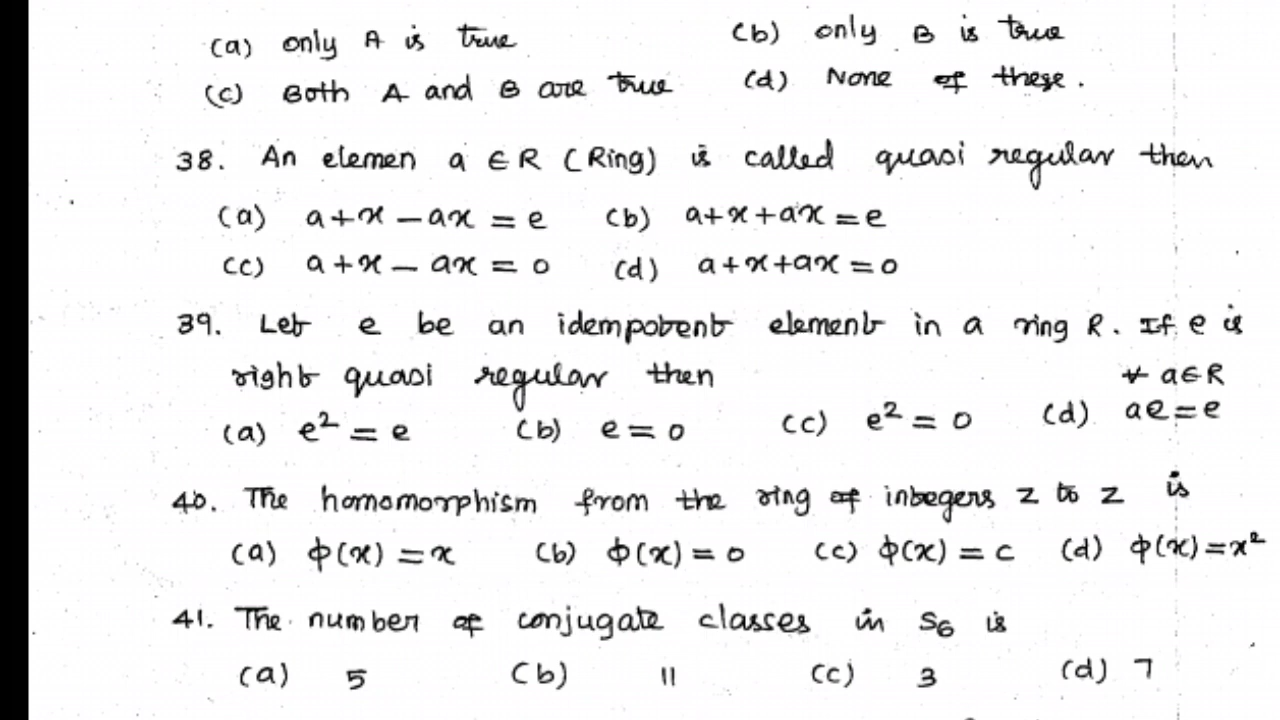 (a) only A is true (b) only B is true
(c) Both A and B are true (d) None of these.
38. An elemen a ∈ R (Ring) is called quasi regular then
(a) a+x-ax=e (b) a+x+ax=e
(c) a+x-ax=0 (d) a+x+ax=0
39. Let e be an idempotent element in a ring R. If e is
right quasi regular then
(a) e²=e (b) e=0 (c) e²=0 (d) ae=e ∀ a∈R
40. The homomorphism from the ring of integers Z to Z is
(a) φ(x)=x (b) φ(x)=0 (c) φ(x)=c (d) φ(x)=x²
41. The number of conjugate classes in S₆ is
(a) 5 (b) 11 (c) 3 (d) 7